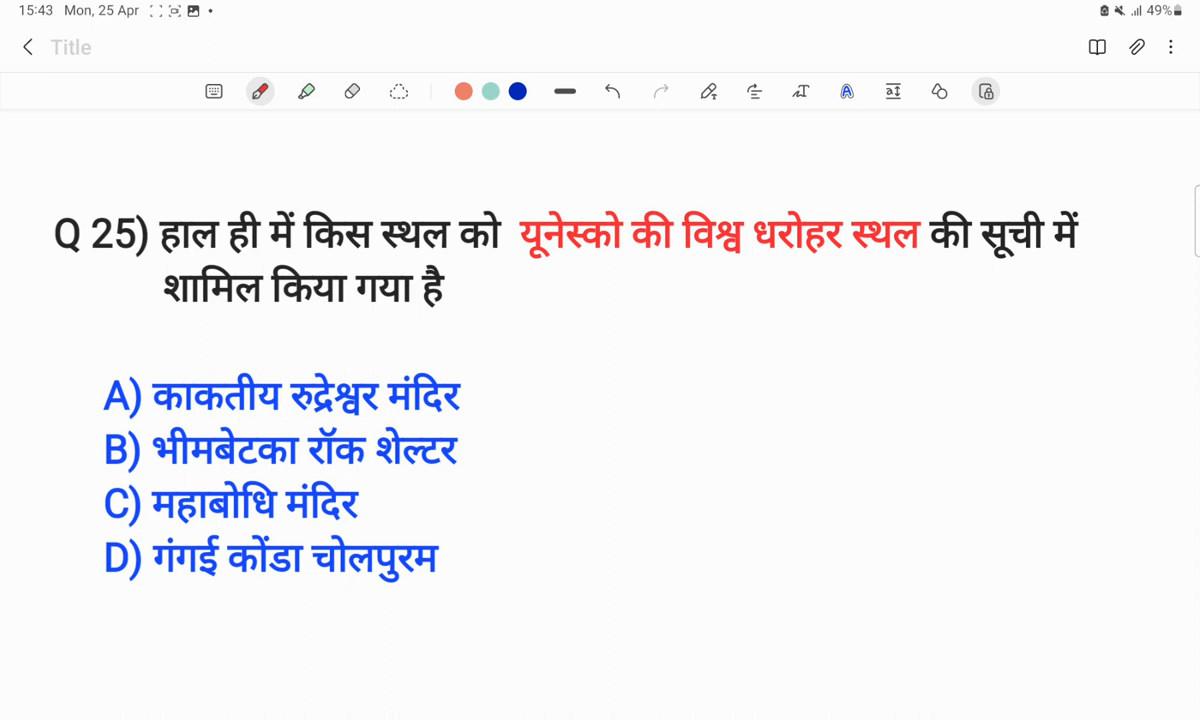 15:43 Mon, 25 Apr 49%
Title
Q 25) हाल ही में किस स्थल को यूनेस्को की विश्व धरोहर स्थल की सूची में
शामिल किया गया है
A) काकतीय रुद्रेश्वर मंदिर
B) भीमबेटका रॉक शेल्टर
C) महाबोधि मंदिर
D) गंगई कोंडा चोलपुरम